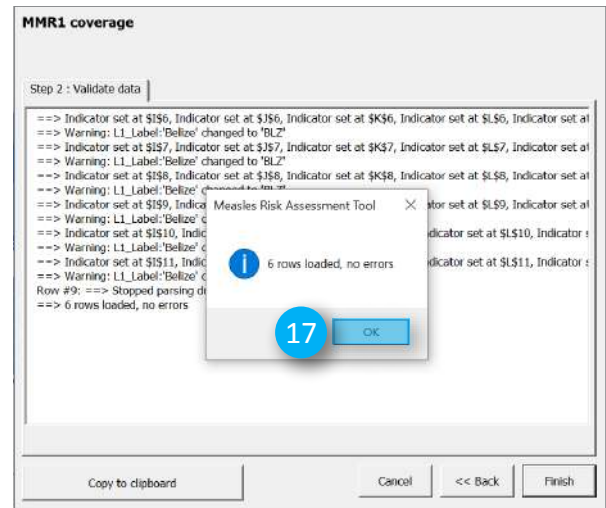 MMR1 coverage
Step 2 : Validate data
==> Indicator set at $I$6, Indicator set at $J$6, Indicator set at $K$6, Indicator set at $L$6, Indicator set at
==> Warning: L1_Label:'Belize' changed to 'BLZ'
==> Indicator set at $I$7, Indicator set at $J$7, Indicator set at $K$7, Indicator set at $L$7, Indicator set at
==> Warning: L1_Label:'Belize' changed to 'BLZ'
==> Indicator set at $I$8, Indicator set at $J$8, Indicator set at $K$8, Indicator set at $L$8, Indicator set at
==> Warning: L1_Label:'Belize' changed to 'BLZ'
==> Indicator set at $I$9, Indica tor set at $L$9, Indicator set at
==> Warning: L1_Label:'Belize' c
==> Indicator set at $I$10, Indic dicator set at $L$10, Indicator s
==> Warning: L1_Label:'Belize' c
==> Indicator set at $I$11, Indic dicator set at $L$11, Indicator s
==> Warning: L1_Label:'Belize' c
Row #9: ==> Stopped parsing d
==> 6 rows loaded, no errors
Measles Risk Assessment Tool
6 rows loaded, no errors
17 OK
Copy to clipboard Cancel << Back Finish